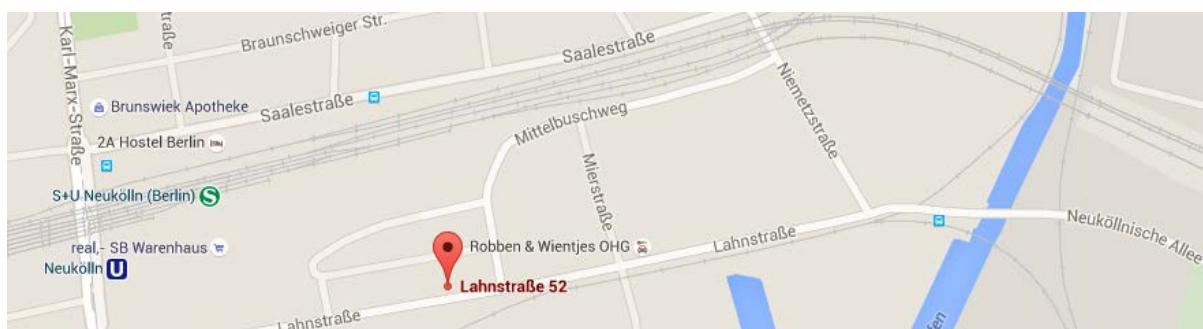 Braunschweiger Str.
Karl-Marx-Straße
straße
Saalestraße
Niemetzstraße
Brunswiek Apotheke
Saalestraße
Mittelbuschweg
2A Hostel Berlin
Mierstraße
S+U Neukölln (Berlin) S
real,- SB Warenhaus
Robben & Wientjes OHG
Lahnstraße
Neuköllnische Allee
Neukölln U
Lahnstraße 52
Lahnstraße
fen